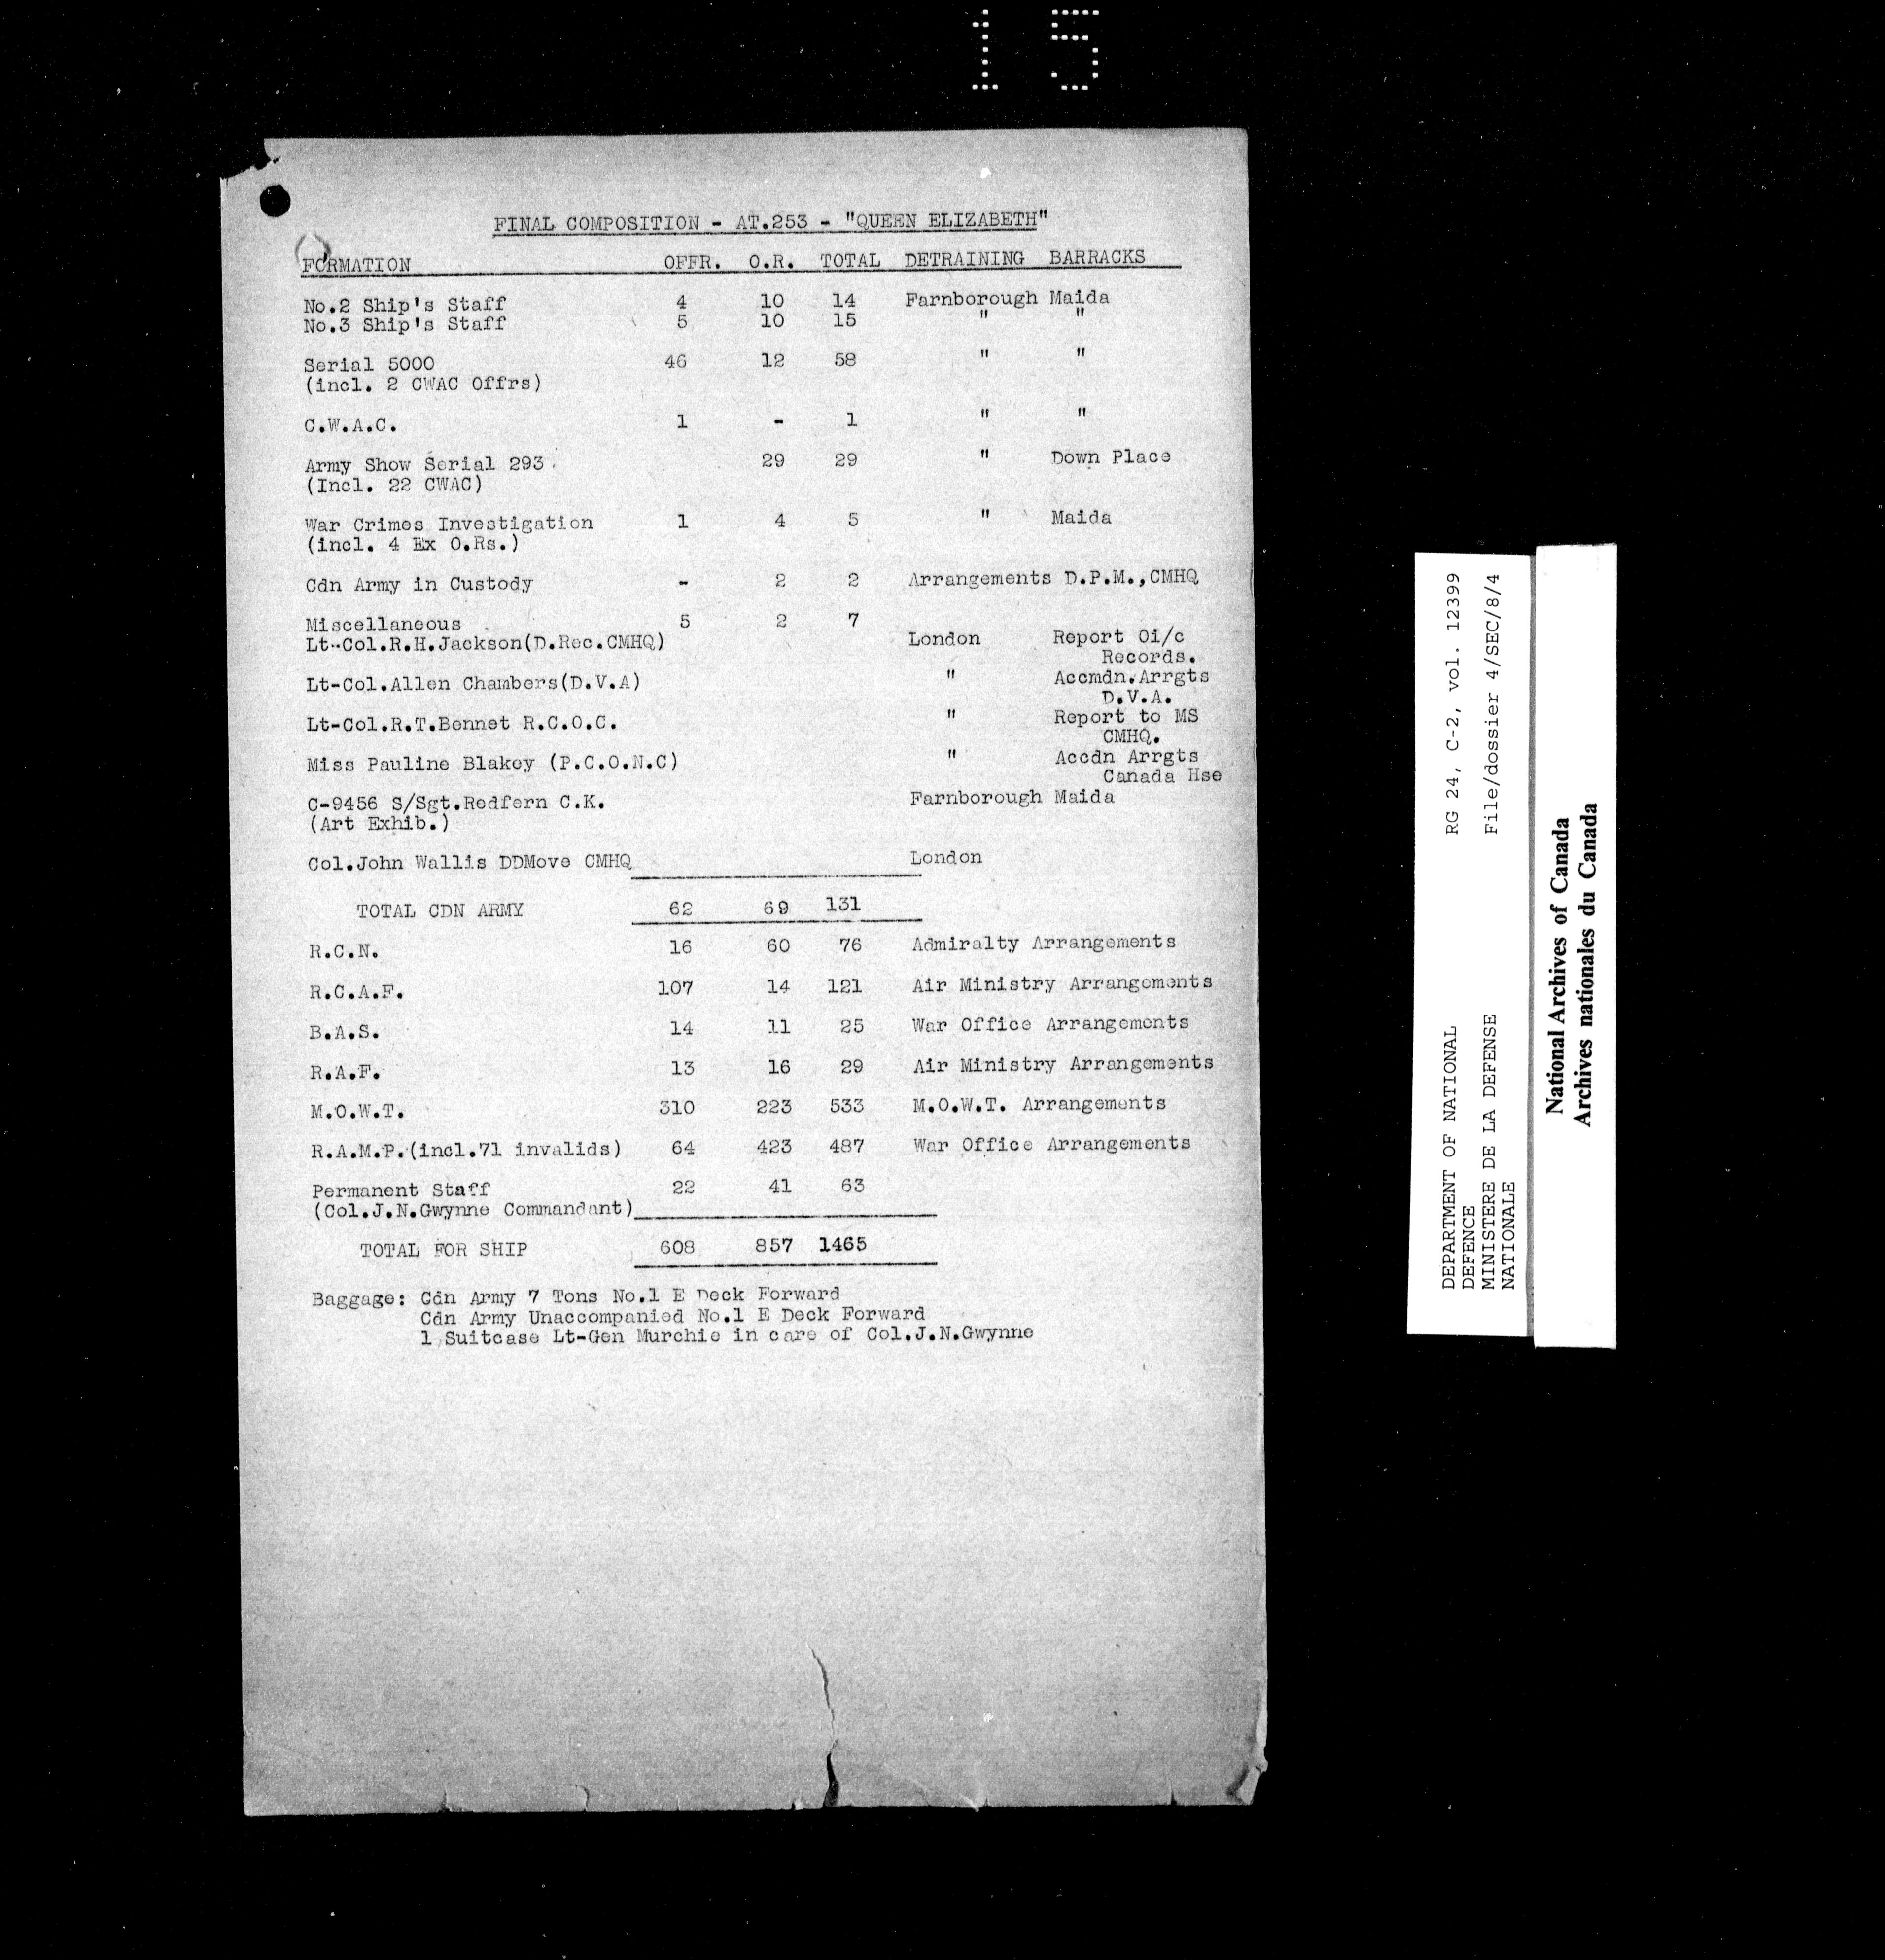 15
FINAL COMPOSITION - AT.253 - "QUEEN ELIZABETH"
FORMATION OFFR. O.R. TOTAL DETRAINING BARRACKS
No.2 Ship's Staff 4 10 14 Farnborough Maida
No.3 Ship's Staff 5 10 15 " "
Serial 5000 46 12 58 " "
(incl. 2 CWAC Offrs)
C.W.A.C. 1 - 1 " "
Army Show Serial 293. 29 29 " Down Place
(Incl. 22 CWAC)
War Crimes Investigation 1 4 5 " Maida
(incl. 4 Ex O.Rs.)
Cdn Army in Custody - 2 2 Arrangements D.P.M.,CMHQ
Miscellaneous 5 2 7
Lt-Col.R.H.Jackson(D.Rec.CMHQ) London Report Oi/c
Records.
Lt-Col.Allen Chambers(D.V.A) " Accmdn.Arrgts
D.V.A.
Lt-Col.R.T.Bennet R.C.O.C. " Report to MS
CMHQ.
Miss Pauline Blakey (P.C.O.N.C) " Accdn Arrgts
Canada Hse
C-9456 S/Sgt.Redfern C.K. Farnborough Maida
(Art Exhib.)
Col.John Wallis DDMove CMHQ London
TOTAL CDN ARMY 62 69 131
R.C.N. 16 60 76 Admiralty Arrangements
R.C.A.F. 107 14 121 Air Ministry Arrangements
B.A.S. 14 11 25 War Office Arrangements
R.A.F. 13 16 29 Air Ministry Arrangements
M.O.W.T. 310 223 533 M.O.W.T. Arrangements
R.A.M.P.(incl.71 invalids) 64 423 487 War Office Arrangements
Permanent Staff 22 41 63
(Col.J.N.Gwynne Commandant)
TOTAL FOR SHIP 608 857 1465
Baggage: Cdn Army 7 Tons No.1 E Deck Forward
Cdn Army Unaccompanied No.1 E Deck Forward
1 Suitcase Lt-Gen Murchie in care of Col.J.N.Gwynne
DEPARTMENT OF NATIONAL RG 24, C-2, vol. 12399
DEFENCE
MINISTERE DE LA DEFENSE File/dossier 4/SEC/8/4
NATIONALE
National Archives of Canada
Archives nationales du Canada